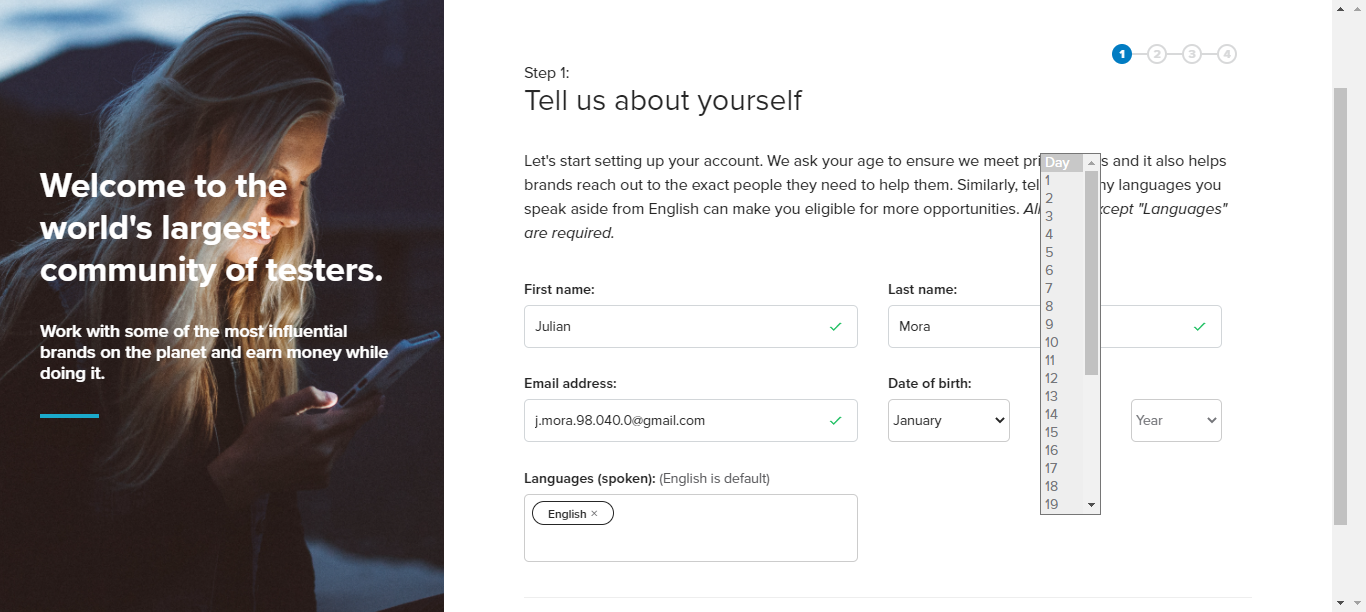 Welcome to the
world's largest
community of testers.
Work with some of the most influential
brands on the planet and earn money while
doing it.
1
2
3
4
Step 1:
Tell us about yourself
Let's start setting up your account. We ask your age to ensure we meet pri s and it also helps
brands reach out to the exact people they need to help them. Similarly, tel ny languages you
speak aside from English can make you eligible for more opportunities. Al cept "Languages"
are required.
First name:
Last name:
Julian
Mora
Email address:
Date of birth:
j.mora.98.040.0@gmail.com
January
Day
1
2
3
4
5
6
7
8
9
10
11
12
13
14
15
16
17
18
19
Year
Languages (spoken): (English is default)
English ×